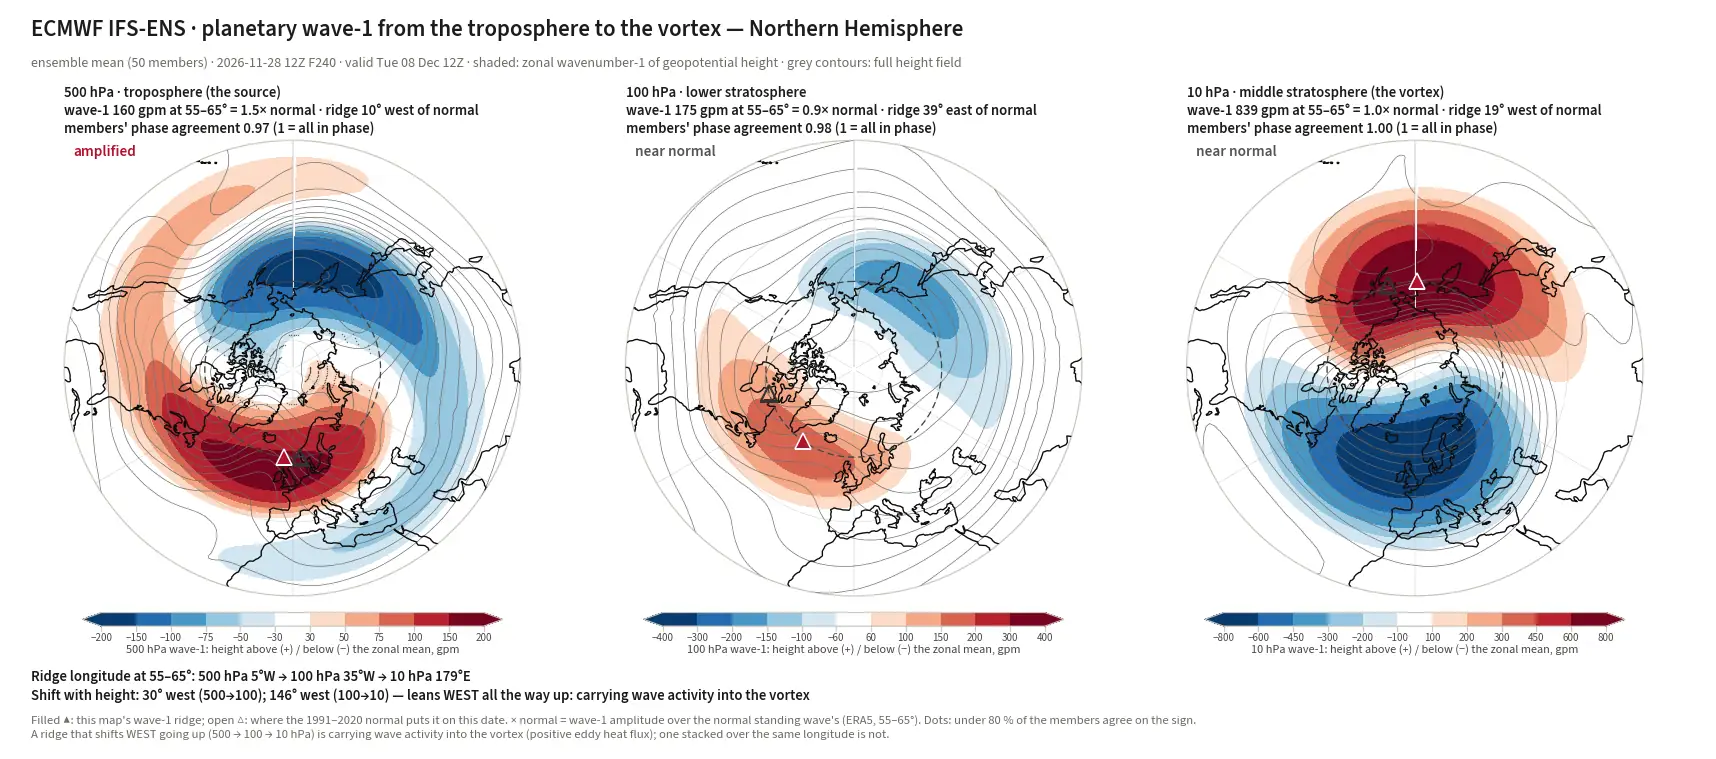 ECMWF IFS-ENS · planetary wave-1 from the troposphere to the vortex — Northern Hemisphere
ensemble mean (50 members) · 2026-11-28 12Z F240 · valid Tue 08 Dec 12Z · shaded: zonal wavenumber-1 of geopotential height · grey contours: full height field
500 hPa · troposphere (the source)
wave-1 160 gpm at 55–65° = 1.5× normal · ridge 10° west of normal
members' phase agreement 0.97 (1 = all in phase)
amplified
100 hPa · lower stratosphere
wave-1 175 gpm at 55–65° = 0.9× normal · ridge 39° east of normal
members' phase agreement 0.98 (1 = all in phase)
near normal
10 hPa · middle stratosphere (the vortex)
wave-1 839 gpm at 55–65° = 1.0× normal · ridge 19° west of normal
members' phase agreement 1.00 (1 = all in phase)
near normal
−200 −150 −100 −75 −50 −30 30 50 75 100 150 200
500 hPa wave-1: height above (+) / below (−) the zonal mean, gpm
−400 −300 −200 −150 −100 −60 60 100 150 200 300 400
100 hPa wave-1: height above (+) / below (−) the zonal mean, gpm
−800 −600 −450 −300 −200 −100 100 200 300 450 600 800
10 hPa wave-1: height above (+) / below (−) the zonal mean, gpm
Ridge longitude at 55–65°: 500 hPa 5°W → 100 hPa 35°W → 10 hPa 179°E
Shift with height: 30° west (500→100); 146° west (100→10) — leans WEST all the way up: carrying wave activity into the vortex
Filled ▲: this map's wave-1 ridge; open △: where the 1991–2020 normal puts it on this date. × normal = wave-1 amplitude over the normal standing wave's (ERA5, 55–65°). Dots: under 80 % of the members agree on the sign.
A ridge that shifts WEST going up (500 → 100 → 10 hPa) is carrying wave activity into the vortex (positive eddy heat flux); one stacked over the same longitude is not.